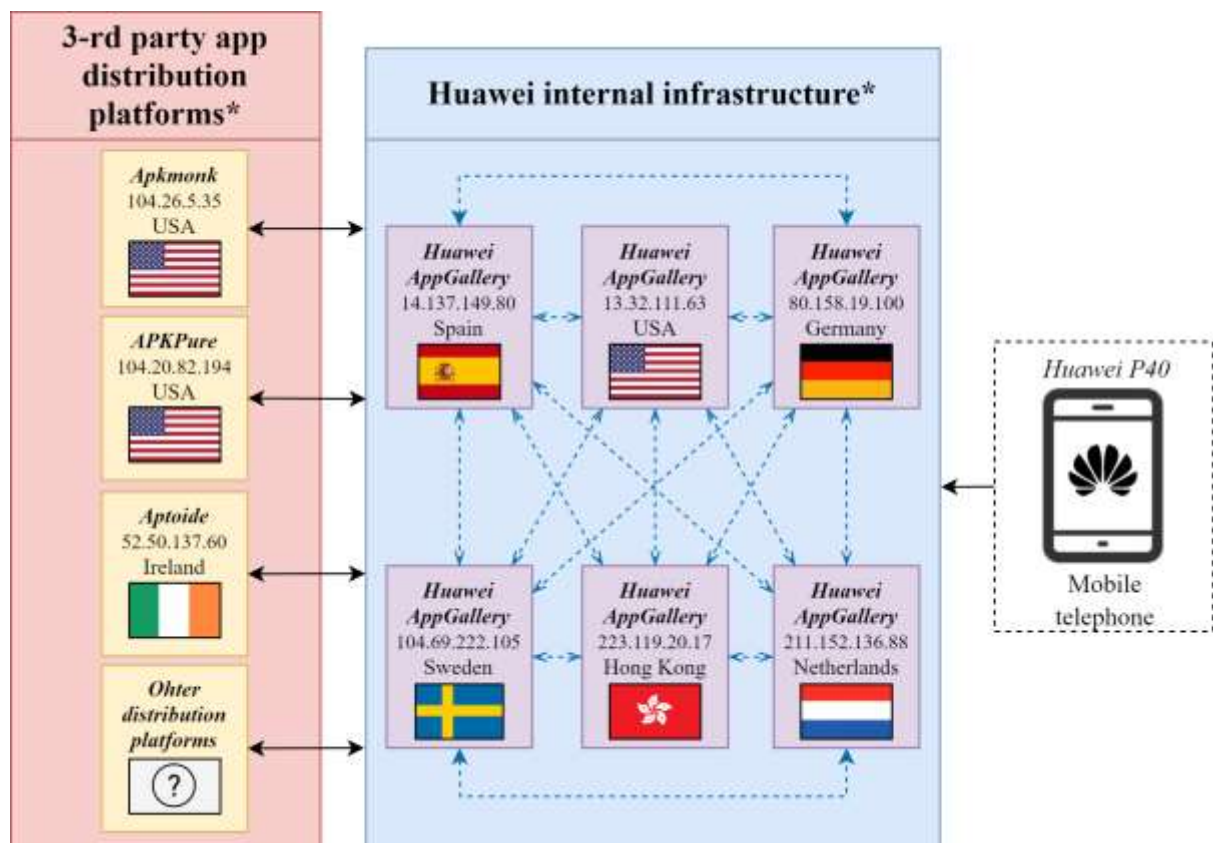 3-rd party app
distribution
platforms*
Apkmonk
104.26.5.35
USA
APKPure
104.20.82.194
USA
Aptoide
52.50.137.60
Ireland
Ohter
distribution
platforms
?
Huawei internal infrastructure*
Huawei
AppGallery
14.137.149.80
Spain
Huawei
AppGallery
13.32.111.63
USA
Huawei
AppGallery
80.158.19.100
Germany
Huawei
AppGallery
104.69.222.105
Sweden
Huawei
AppGallery
223.119.20.17
Hong Kong
Huawei
AppGallery
211.152.136.88
Netherlands
Huawei P40
Mobile
telephone